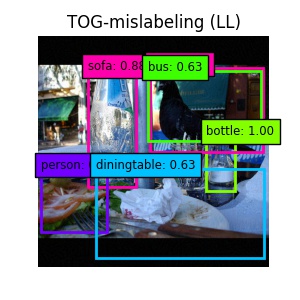 TOG-mislabeling (LL)
sofa: 0.88
bus: 0.63
bottle: 1.00
person:
diningtable: 0.63